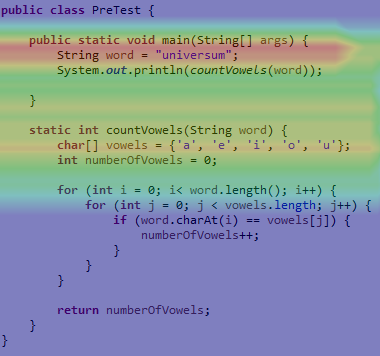 public class PreTest {
public static void main(String[] args) {
String word = "universum";
System.out.println(countVowels(word));
}
static int countVowels(String word) {
char[] vowels = {'a', 'e', 'i', 'o', 'u'};
int numberOfVowels = 0;
for (int i = 0; i< word.length(); i++) {
for (int j = 0; j < vowels.length; j++) {
if (word.charAt(i) == vowels[j]) {
numberOfVowels++;
}
}
}
return numberOfVowels;
}
}